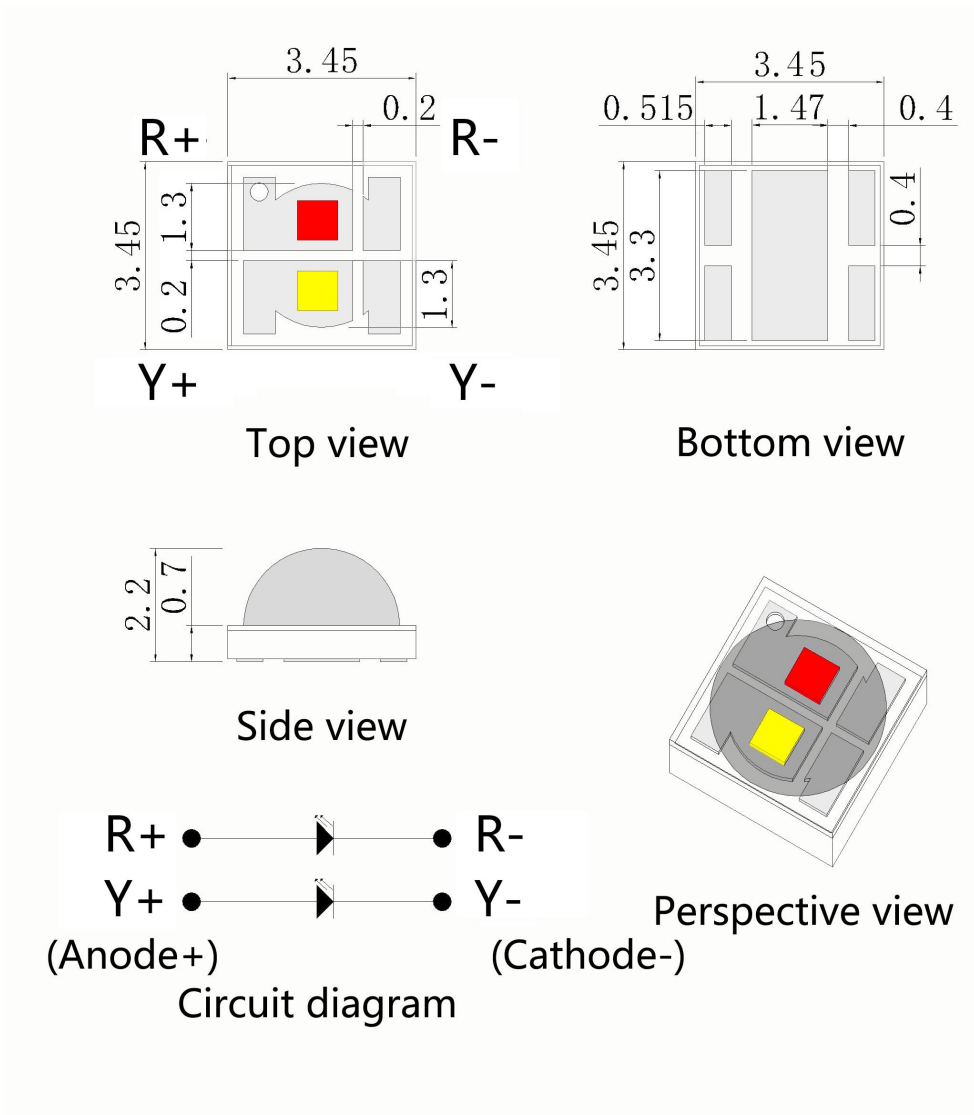 3.45
0.2
R+
R-
1.3
3.45
0.2
1.3
Y+
Y-
Top view
3.45
0.515
1.47
0.4
0.4
3.45
3.3
Bottom view
2.2
0.7
Side view
Perspective view
R+
R-
Y+
Y-
(Anode+)
(Cathode-)
Circuit diagram